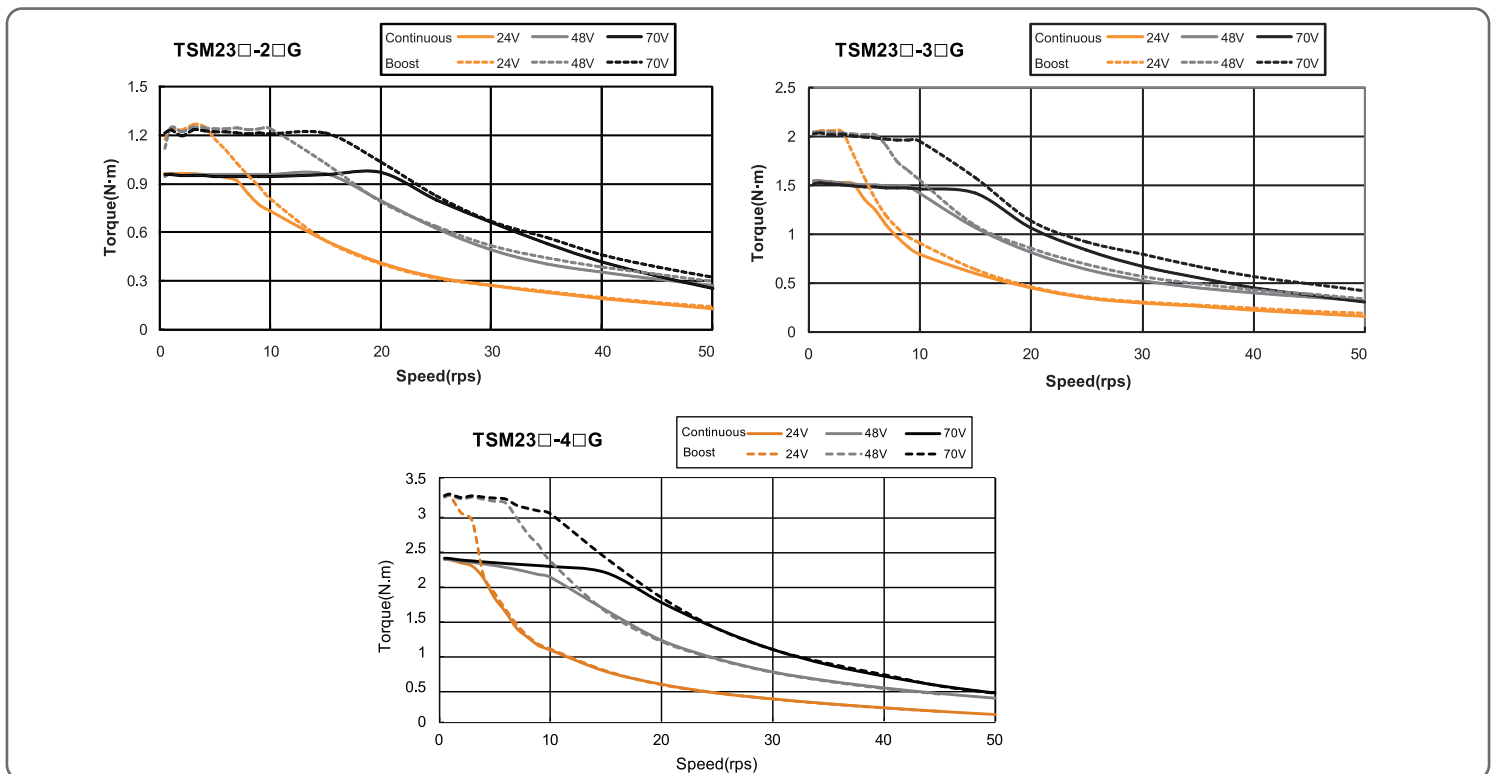 TSM23□-2□G
Continuous 24V 48V 70V
Boost 24V 48V 70V
1.5
1.2
0.9
0.6
0.3
0
Torque(N·m)
0 10 20 30 40 50
Speed(rps)
TSM23□-3□G
Continuous 24V 48V 70V
Boost 24V 48V 70V
2.5
2
1.5
1
0.5
0
Torque(N·m)
0 10 20 30 40 50
Speed(rps)
TSM23□-4□G
Continuous 24V 48V 70V
Boost 24V 48V 70V
3.5
3
2.5
2
1.5
1
0.5
0
Torque(N.m)
0 10 20 30 40 50
Speed(rps)